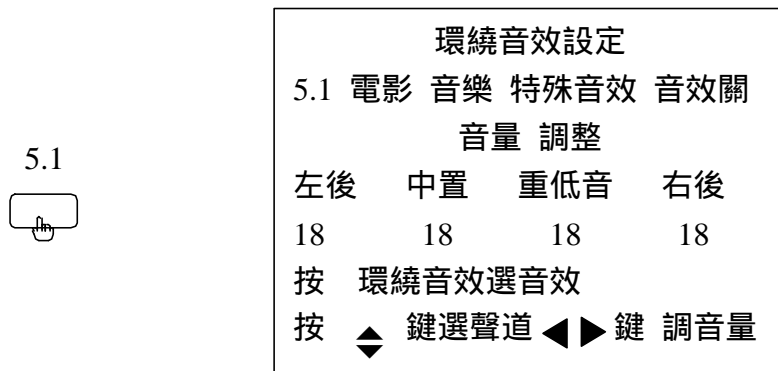 5.1
環繞音效設定
5.1 電影 音樂 特殊音效 音效關
音量 調整
左後 中置 重低音 右後
18 18 18 18
按 環繞音效選音效
按 鍵選聲道 鍵 調音量